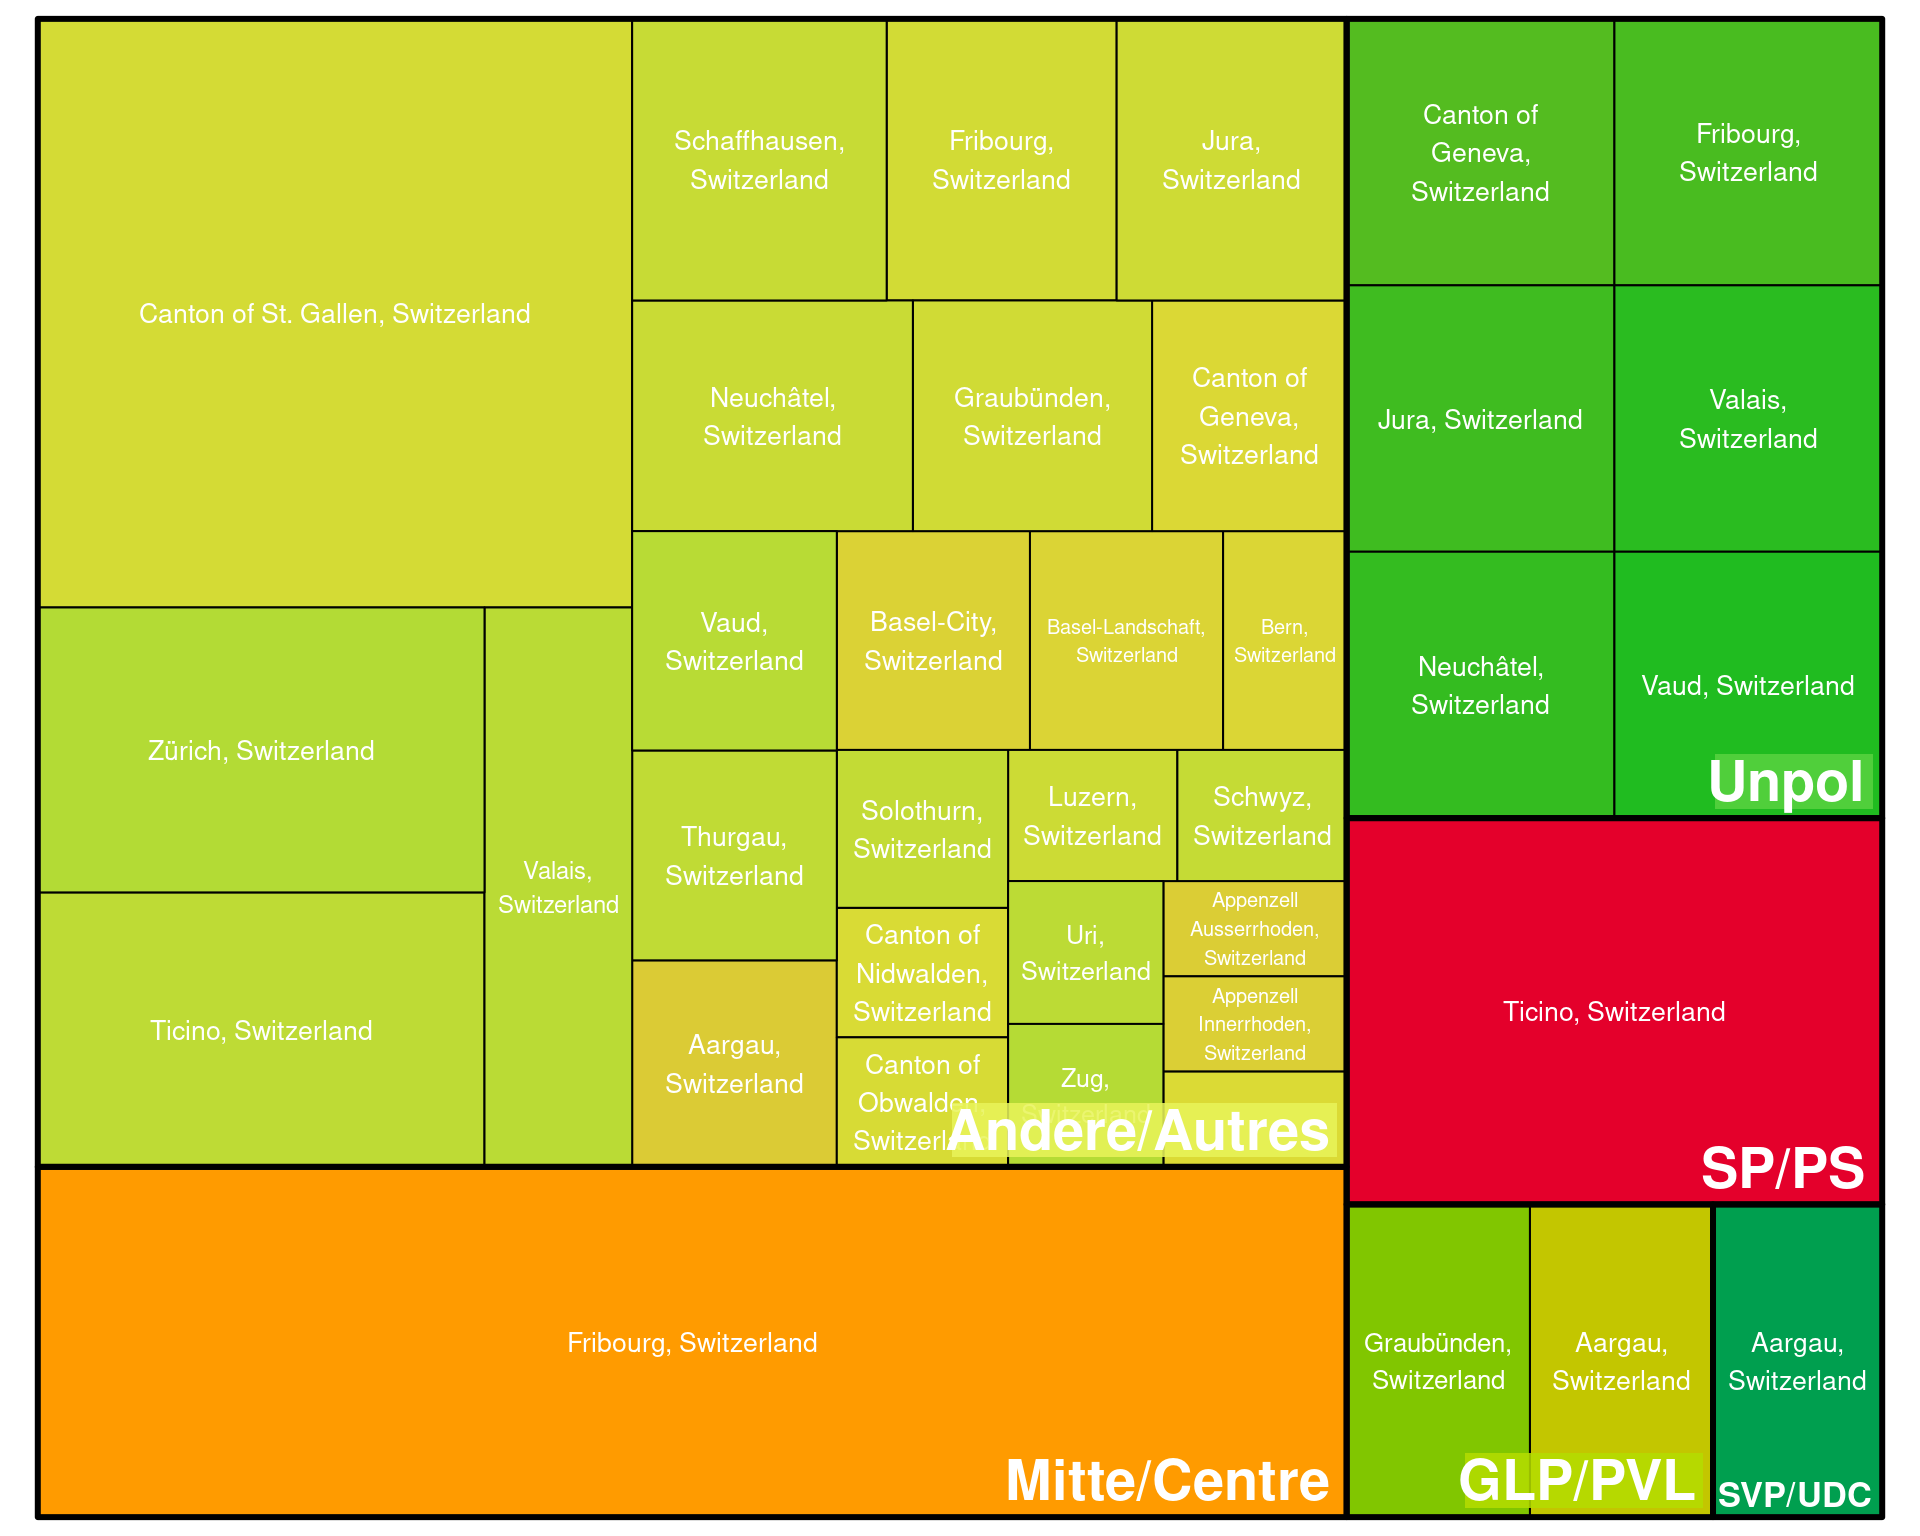 Canton of St. Gallen, Switzerland
Schaffhausen,
Switzerland
Fribourg,
Switzerland
Jura,
Switzerland
Neuchâtel,
Switzerland
Graubünden,
Switzerland
Canton of
Geneva,
Switzerland
Zürich, Switzerland
Ticino, Switzerland
Valais,
Switzerland
Vaud,
Switzerland
Basel-City,
Switzerland
Basel-Landschaft,
Switzerland
Bern,
Switzerland
Thurgau,
Switzerland
Aargau,
Switzerland
Solothurn,
Switzerland
Luzern,
Switzerland
Schwyz,
Switzerland
Canton of
Nidwalden,
Switzerland
Canton of
Obwalden,
Switzerland
Uri,
Switzerland
Zug,
Switzerland
Appenzell
Ausserrhoden,
Switzerland
Appenzell
Innerrhoden,
Switzerland
Andere/Autres
Fribourg, Switzerland
Mitte/Centre
Canton of
Geneva,
Switzerland
Fribourg,
Switzerland
Jura, Switzerland
Valais,
Switzerland
Neuchâtel,
Switzerland
Vaud, Switzerland
Unpol
Ticino, Switzerland
SP/PS
Graubünden,
Switzerland
Aargau,
Switzerland
GLP/PVL
Aargau,
Switzerland
SVP/UDC